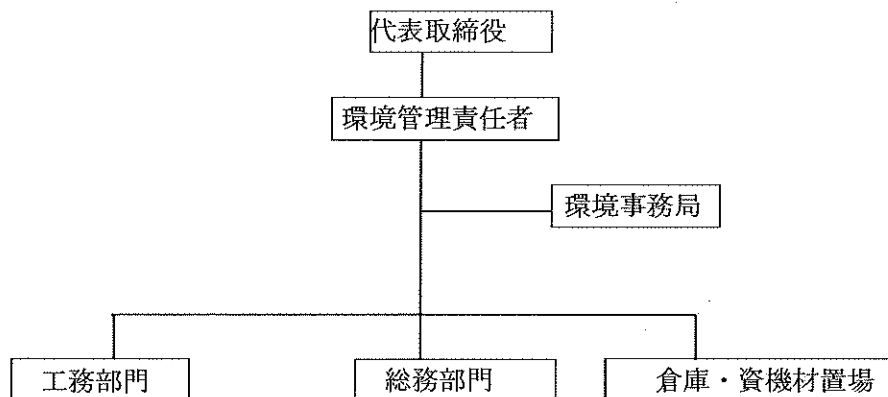 代表取締役
環境管理責任者
環境事務局
工務部門
総務部門
倉庫・資機材置場